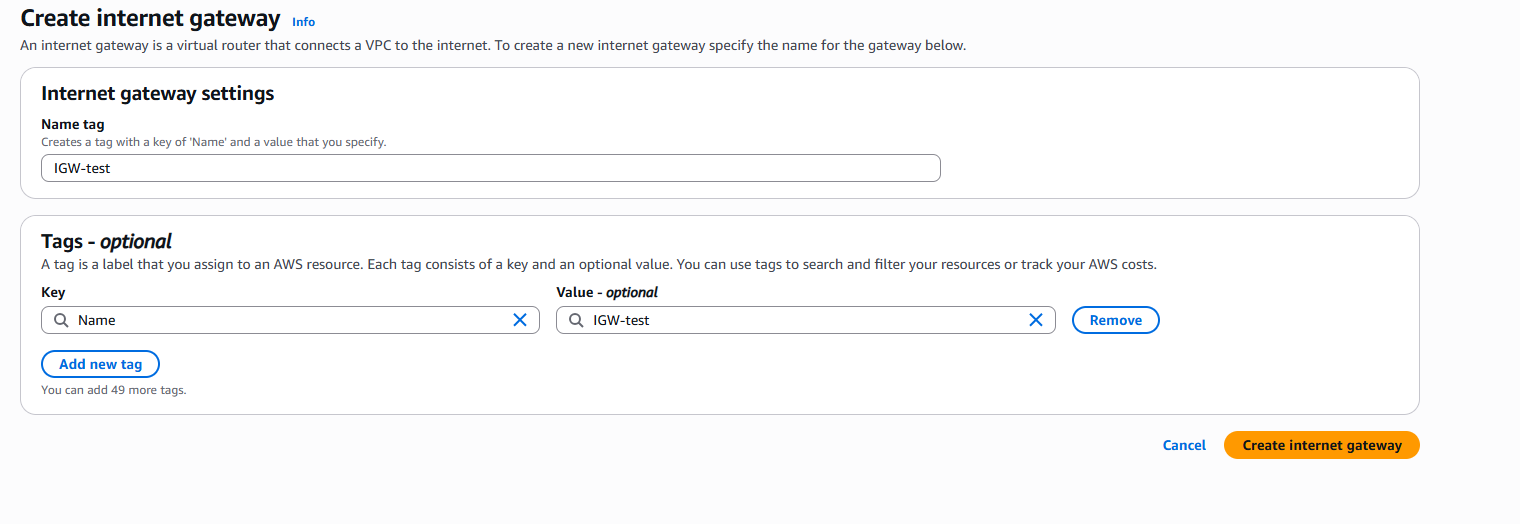 Create internet gateway Info
An internet gateway is a virtual router that connects a VPC to the internet. To create a new internet gateway specify the name for the gateway below.
Internet gateway settings
Name tag
Creates a tag with a key of 'Name' and a value that you specify.
IGW-test
Tags - optional
A tag is a label that you assign to an AWS resource. Each tag consists of a key and an optional value. You can use tags to search and filter your resources or track your AWS costs.
Key Value - optional
Name IGW-test Remove
Add new tag
You can add 49 more tags.
Cancel Create internet gateway